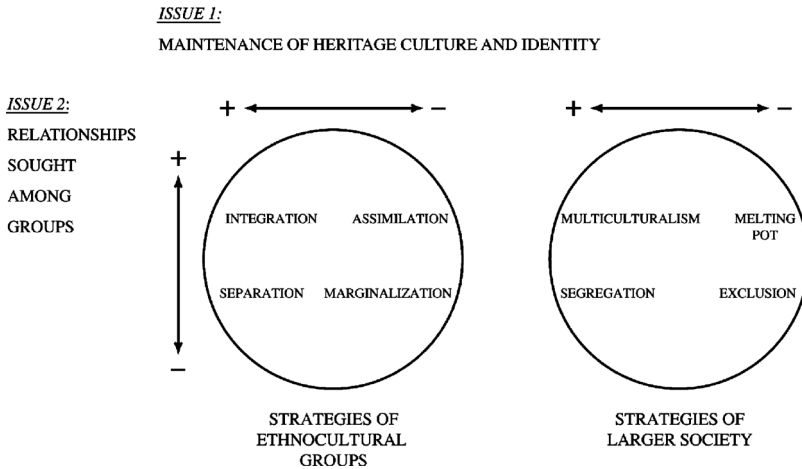 ISSUE 1:
MAINTENANCE OF HERITAGE CULTURE AND IDENTITY
ISSUE 2:
RELATIONSHIPS
SOUGHT
AMONG
GROUPS
+ −
+ −
+
−
INTEGRATION ASSIMILATION
SEPARATION MARGINALIZATION
MULTICULTURALISM MELTING
POT
SEGREGATION EXCLUSION
STRATEGIES OF
ETHNOCULTURAL
GROUPS
STRATEGIES OF
LARGER SOCIETY